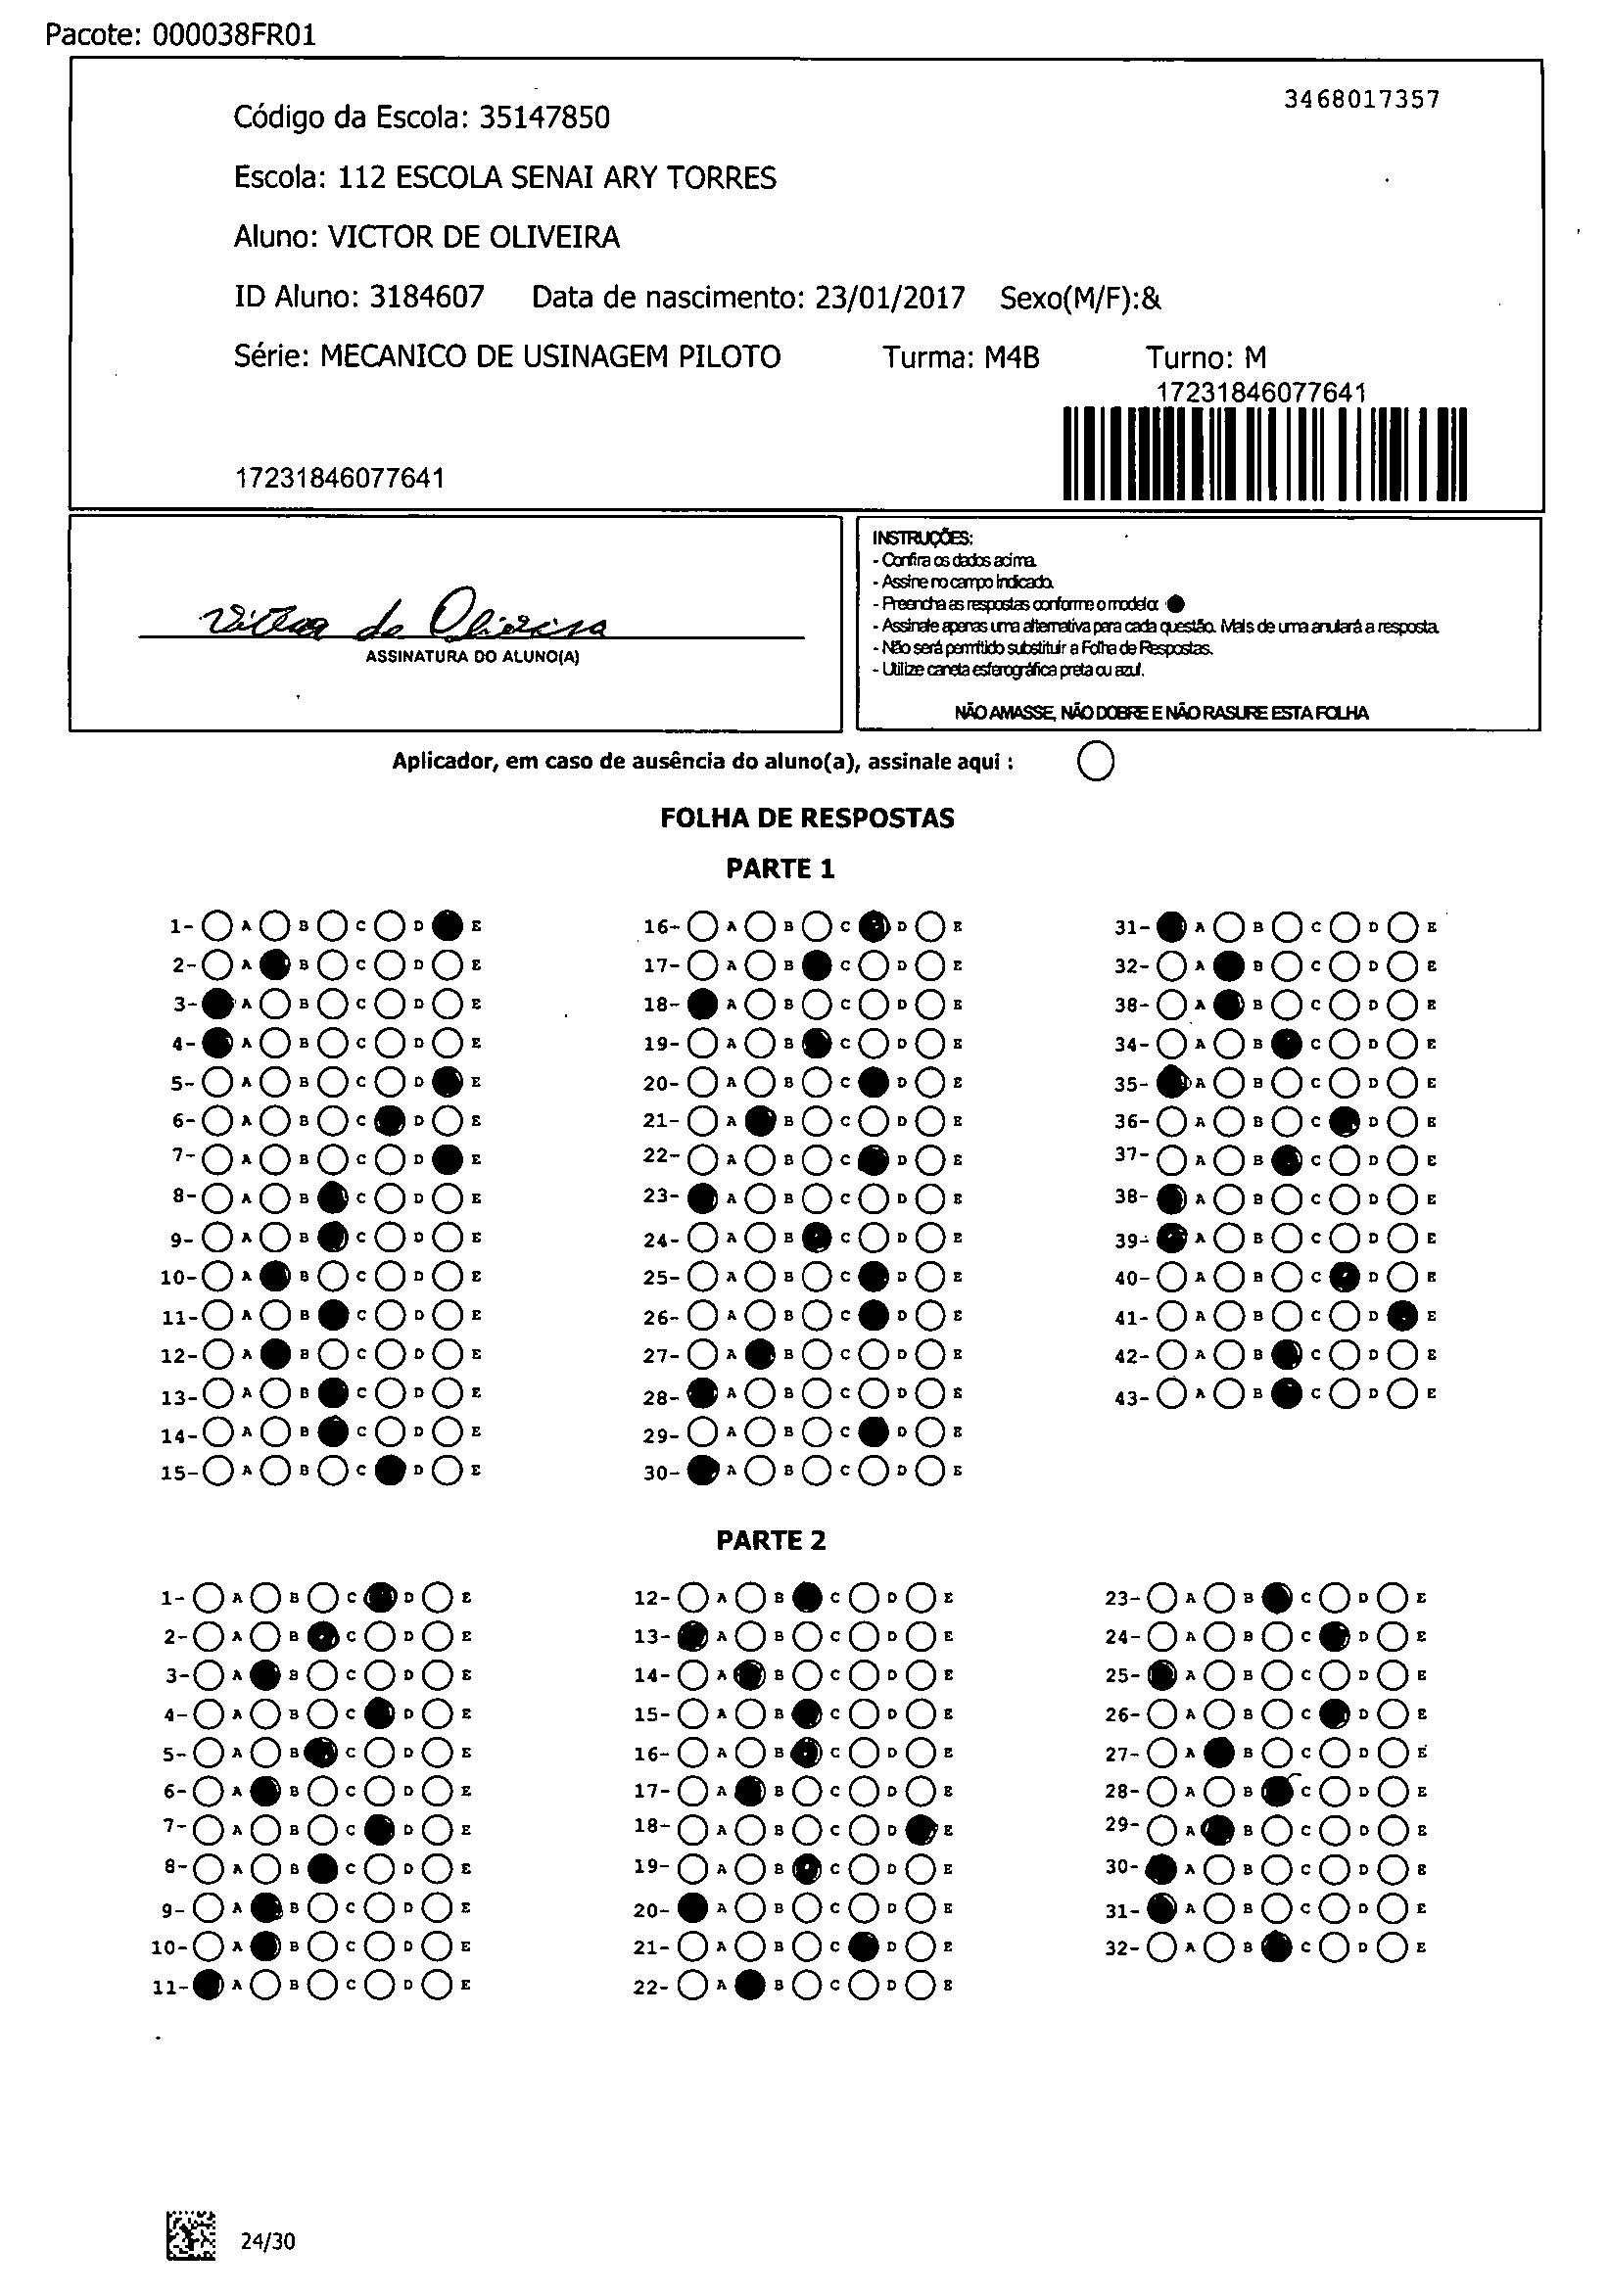 Pacote: 000038FR01
3468017357
Código da Escola: 35147850
Escola: 112 ESCOLA SENAI ARY TORRES
Aluno: VICTOR DE OLIVEIRA
ID Aluno: 3184607 Data de nascimento: 23/01/2017 Sexo(M/F):&
Série: MECANICO DE USINAGEM PILOTO Turma: M4B Turno: M
17231846077641
17231846077641
Victor de Oliveira
ASSINATURA DO ALUNO(A)
INSTRUÇÕES:
- Confira os dados acima.
- Assine no campo indicado.
- Preencha as respostas conforme o modelo:
- Assinale apenas uma alternativa para cada questão. Mais de uma anulará a resposta.
- Não será permitido substituir a Folha de Respostas.
- Utilize caneta esferográfica preta ou azul.
NÃO AMASSE, NÃO DOBRE E NÃO RASURE ESTA FOLHA
Aplicador, em caso de ausência do aluno(a), assinale aqui :
FOLHA DE RESPOSTAS
PARTE 1
1- A B C D E
2- A B C D E
3- A B C D E
4- A B C D E
5- A B C D E
6- A B C D E
7- A B C D E
8- A B C D E
9- A B C D E
10- A B C D E
11- A B C D E
12- A B C D E
13- A B C D E
14- A B C D E
15- A B C D E
16- A B C D E
17- A B C D E
18- A B C D E
19- A B C D E
20- A B C D E
21- A B C D E
22- A B C D E
23- A B C D E
24- A B C D E
25- A B C D E
26- A B C D E
27- A B C D E
28- A B C D E
29- A B C D E
30- A B C D E
31- A B C D E
32- A B C D E
38- A B C D E
34- A B C D E
35- A B C D E
36- A B C D E
37- A B C D E
38- A B C D E
39- A B C D E
40- A B C D E
41- A B C D E
42- A B C D E
43- A B C D E
PARTE 2
1- A B C D E
2- A B C D E
3- A B C D E
4- A B C D E
5- A B C D E
6- A B C D E
7- A B C D E
8- A B C D E
9- A B C D E
10- A B C D E
11- A B C D E
12- A B C D E
13- A B C D E
14- A B C D E
15- A B C D E
16- A B C D E
17- A B C D E
18- A B C D E
19- A B C D E
20- A B C D E
21- A B C D E
22- A B C D E
23- A B C D E
24- A B C D E
25- A B C D E
26- A B C D E
27- A B C D E
28- A B C D E
29- A B C D E
30- A B C D E
31- A B C D E
32- A B C D E
24/30